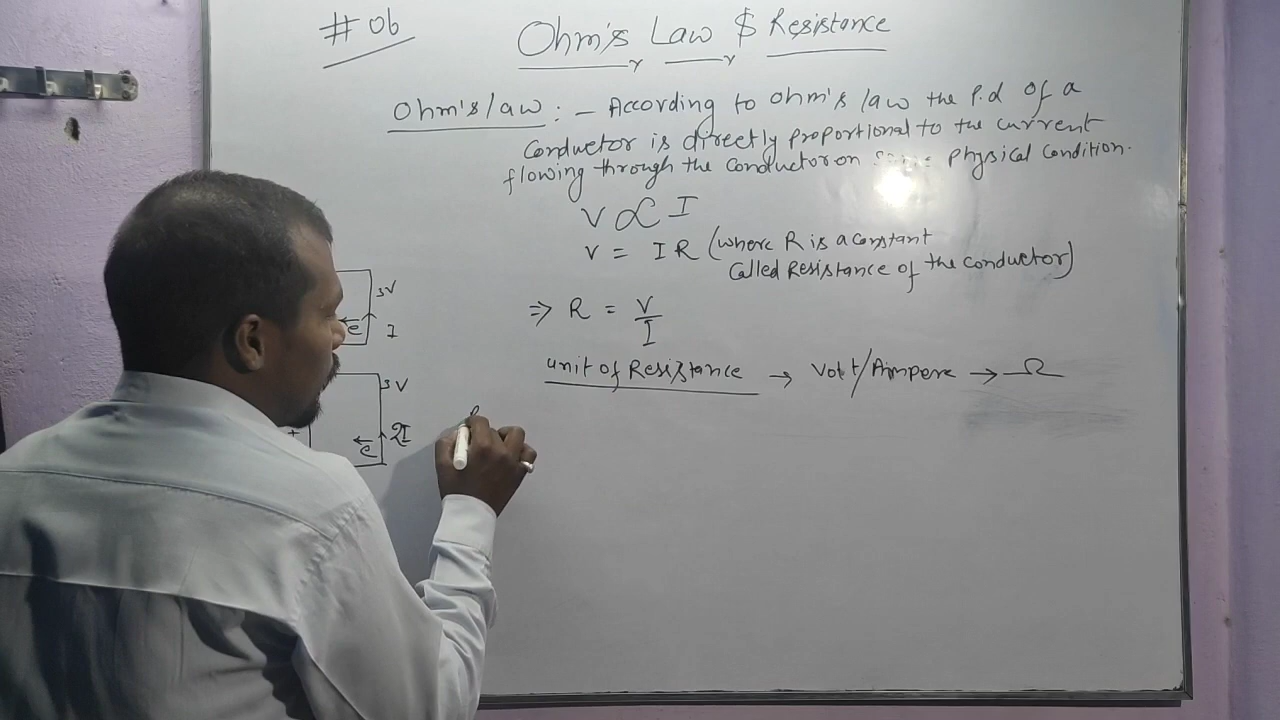 # 06
Ohm's Law $ Resistance
Ohm's law : - According to ohm's law the P.d of a
conductor is directly proportional to the current
flowing through the conductor on same physical condition.
V ∝ I
V = IR (where R is a constant
called Resistance of the conductor)
⇒ R = V/I
unit of Resistance → Volt/Ampere → Ω
3V
e
I
3V
+
e
2I